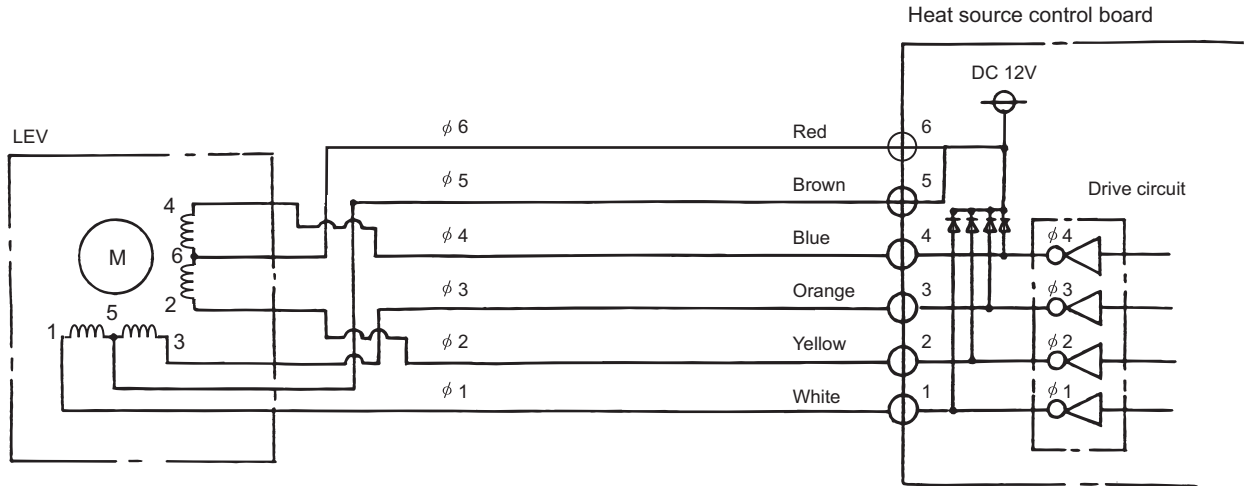 Heat source control board
DC 12V
LEV
ϕ 6 Red 6
ϕ 5 Brown 5
Drive circuit
4
ϕ 4 Blue 4 ϕ 4
M 6
ϕ 3 Orange 3 ϕ 3
2
1 5 3
ϕ 2 Yellow 2 ϕ 2
ϕ 1 White 1 ϕ 1